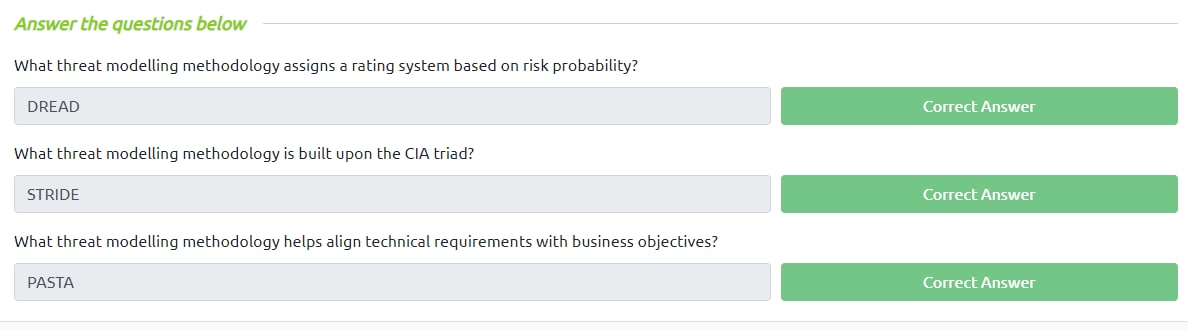 Answer the questions below
What threat modelling methodology assigns a rating system based on risk probability?
DREAD
Correct Answer
What threat modelling methodology is built upon the CIA triad?
STRIDE
Correct Answer
What threat modelling methodology helps align technical requirements with business objectives?
PASTA
Correct Answer